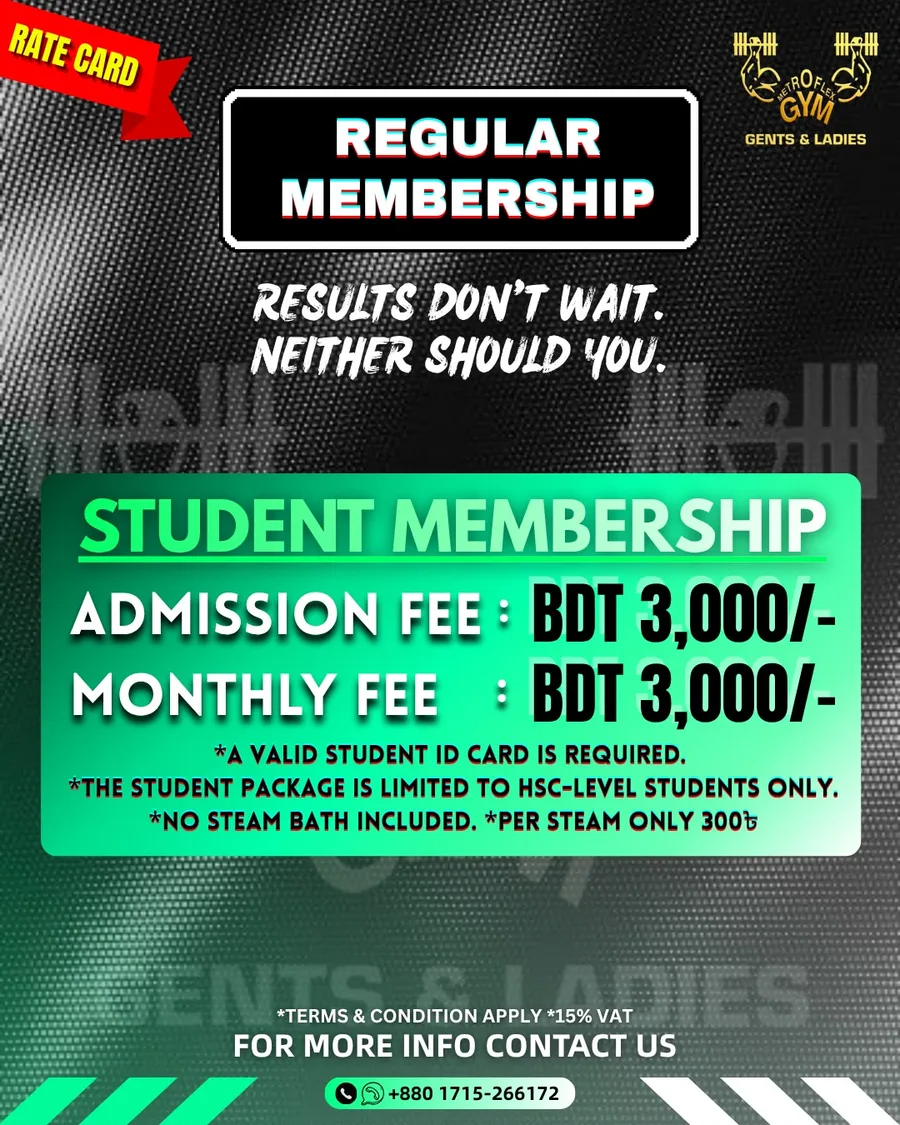 RATE CARD
METROFLEX
GYM
GENTS & LADIES
REGULAR
MEMBERSHIP
RESULTS DON'T WAIT.
NEITHER SHOULD YOU.
STUDENT MEMBERSHIP
ADMISSION FEE : BDT 3,000/-
MONTHLY FEE : BDT 3,000/-
*A VALID STUDENT ID CARD IS REQUIRED.
*THE STUDENT PACKAGE IS LIMITED TO HSC-LEVEL STUDENTS ONLY.
*NO STEAM BATH INCLUDED. *PER STEAM ONLY 300৳
GENTS & LADIES
*TERMS & CONDITION APPLY *15% VAT
FOR MORE INFO CONTACT US
+880 1715-266172